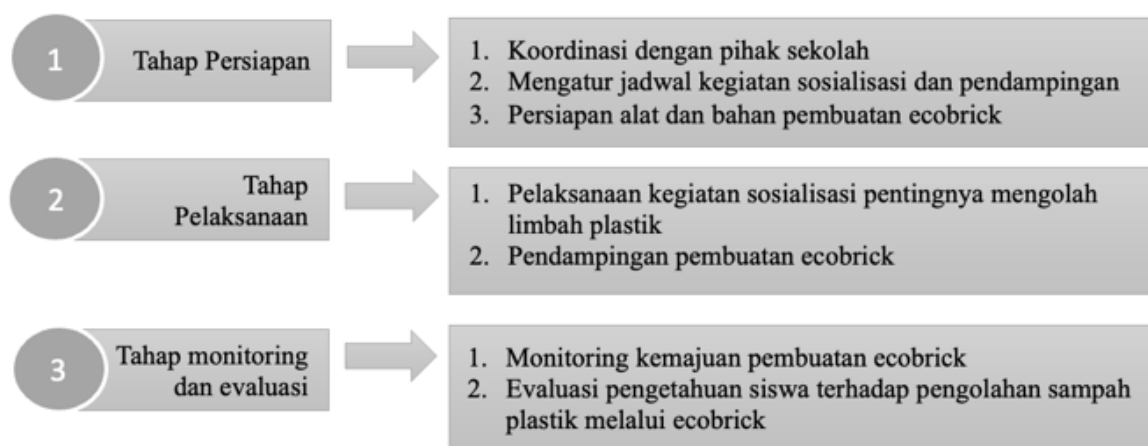 1
Tahap Persiapan
1. Koordinasi dengan pihak sekolah
2. Mengatur jadwal kegiatan sosialisasi dan pendampingan
3. Persiapan alat dan bahan pembuatan ecobrick
2
Tahap
Pelaksanaan
1. Pelaksanaan kegiatan sosialisasi pentingnya mengolah
limbah plastik
2. Pendampingan pembuatan ecobrick
3
Tahap monitoring
dan evaluasi
1. Monitoring kemajuan pembuatan ecobrick
2. Evaluasi pengetahuan siswa terhadap pengolahan sampah
plastik melalui ecobrick